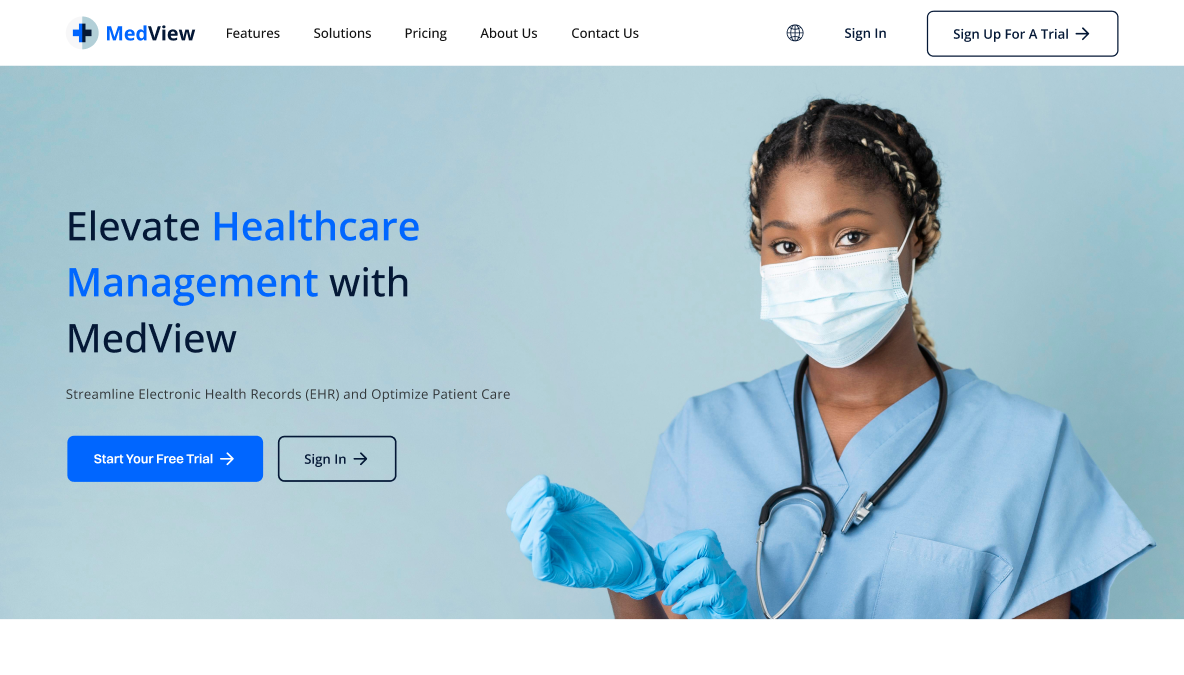 MedView
Features
Solutions
Pricing
About Us
Contact Us
Sign In
Sign Up For A Trial
Elevate Healthcare
Management with
MedView
Streamline Electronic Health Records (EHR) and Optimize Patient Care
Start Your Free Trial
Sign In